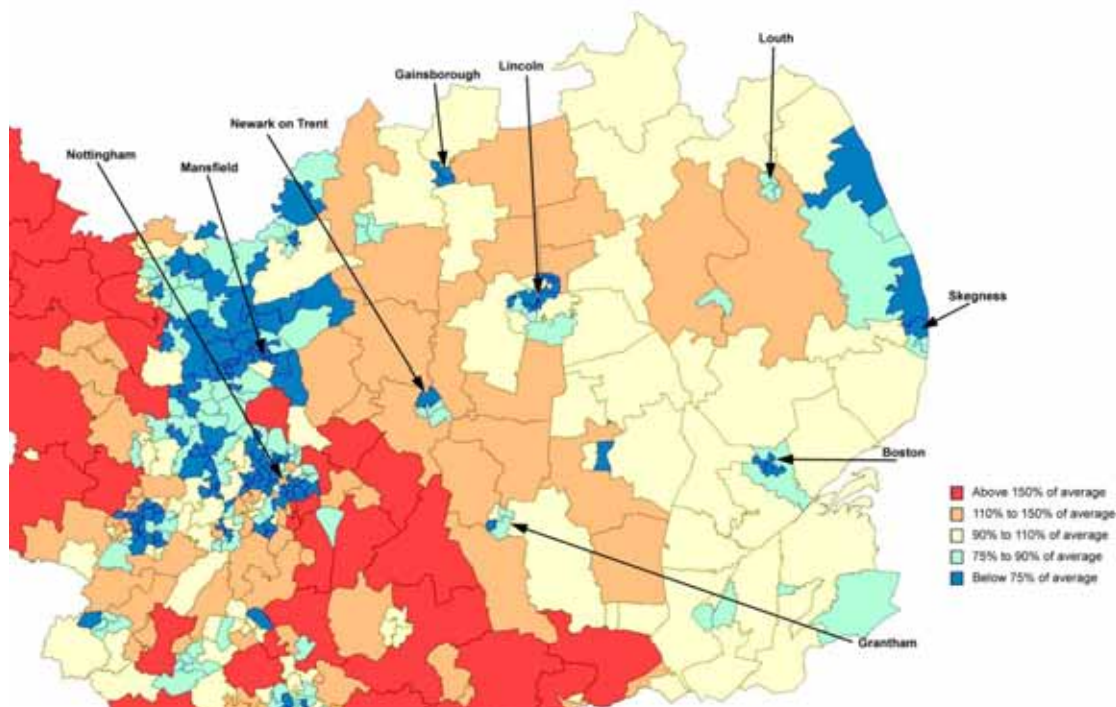 Louth
Lincoln
Gainsborough
Newark on Trent
Nottingham
Mansfield
Skegness
Boston
Above 150% of average
110% to 150% of average
90% to 110% of average
75% to 90% of average
Below 75% of average
Grantham